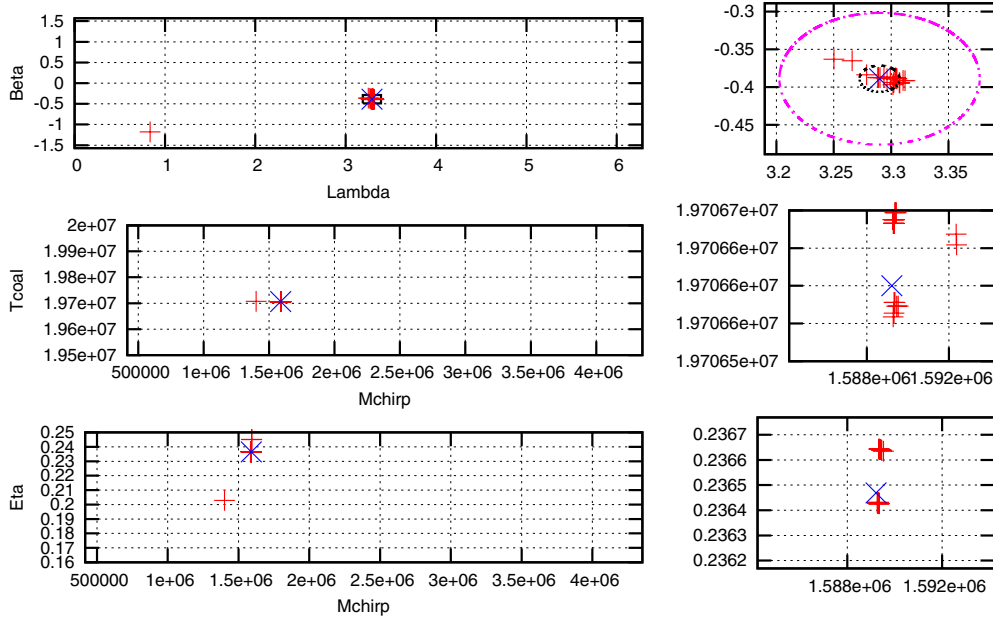 1.5
1
0.5
0
-0.5
-1
-1.5
Beta
0 1 2 3 4 5 6
Lambda
-0.3
-0.35
-0.4
-0.45
3.2 3.25 3.3 3.35
2e+07
1.99e+07
1.98e+07
1.97e+07
1.96e+07
1.95e+07
Tcoal
500000 1e+06 1.5e+06 2e+06 2.5e+06 3e+06 3.5e+06 4e+06
Mchirp
1.97067e+07
1.97066e+07
1.97066e+07
1.97066e+07
1.97065e+07
1.588e+06 1.592e+06
0.25
0.24
0.23
0.22
0.21
0.2
0.19
0.18
0.17
0.16
Eta
500000 1e+06 1.5e+06 2e+06 2.5e+06 3e+06 3.5e+06 4e+06
Mchirp
0.2367
0.2366
0.2365
0.2364
0.2363
0.2362
1.588e+06 1.592e+06